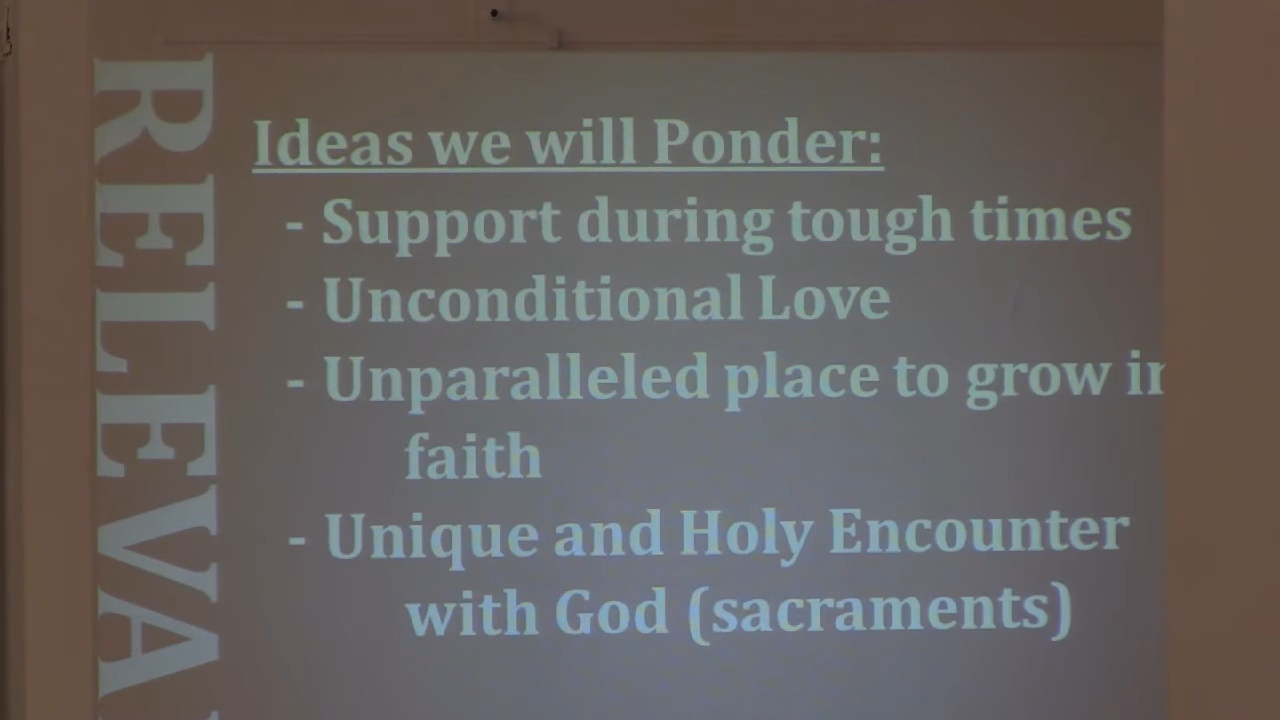 RELEVA
Ideas we will Ponder:
- Support during tough times
- Unconditional Love
- Unparalleled place to grow in
faith
- Unique and Holy Encounter
with God (sacraments)